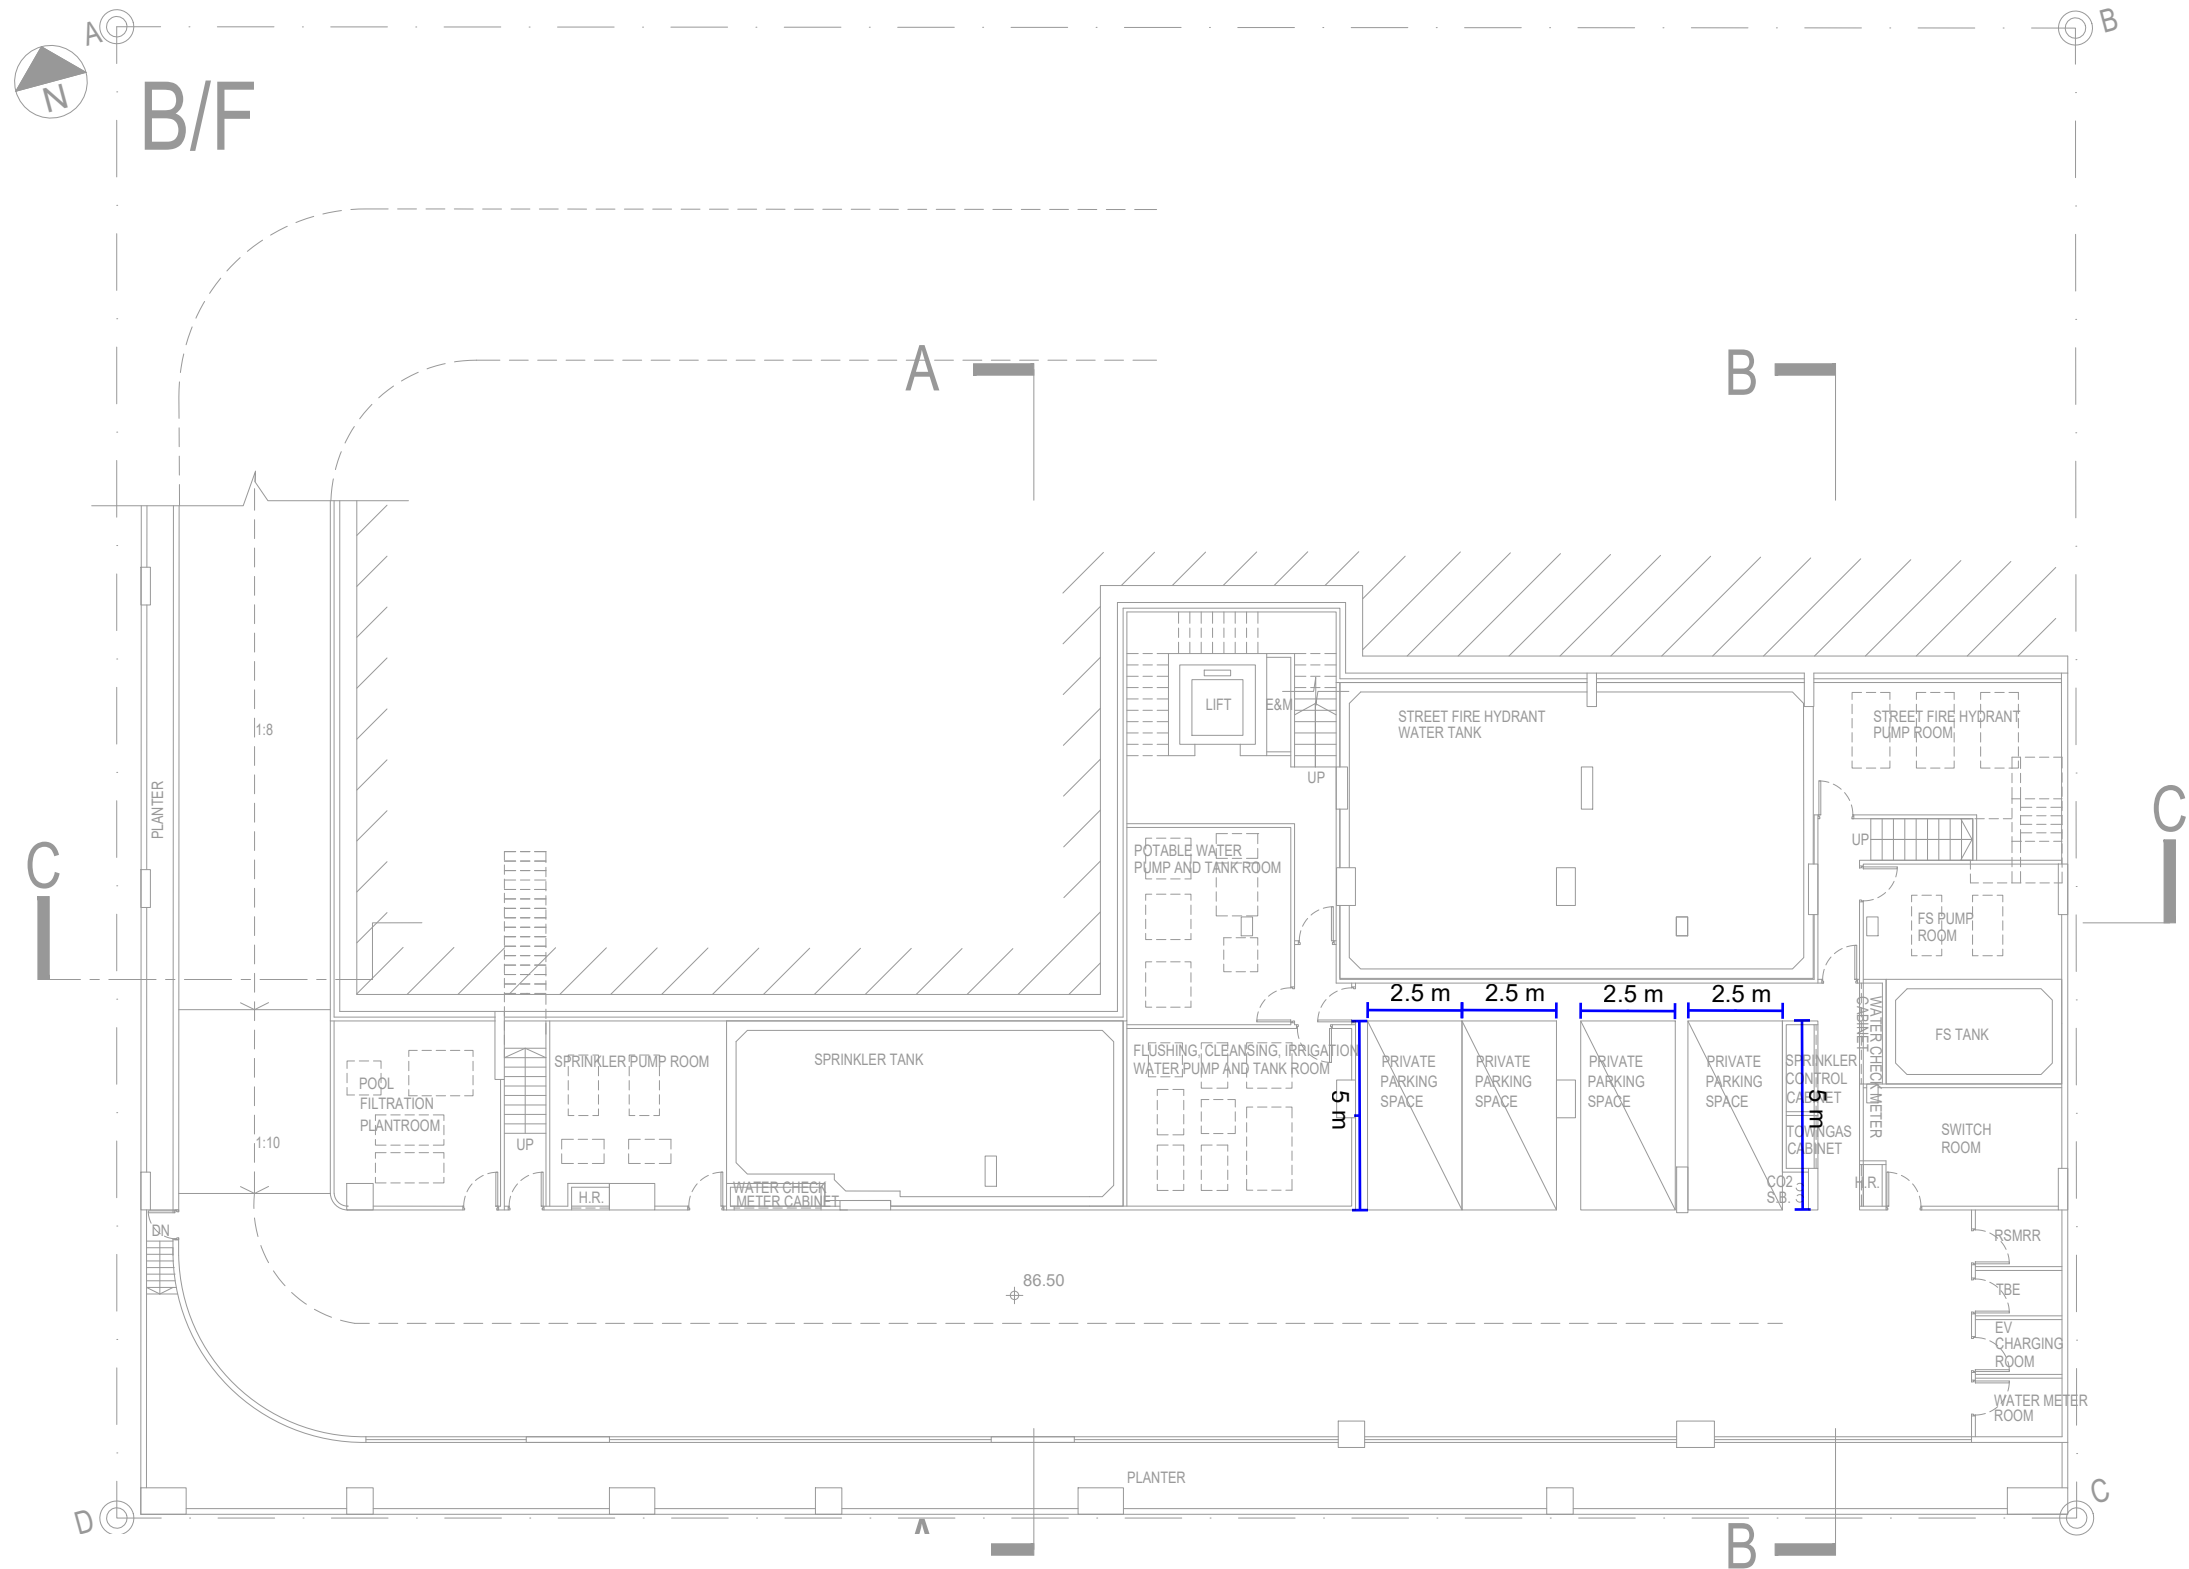 A
B
N
B/F
A
B
1:8
LIFT
E&M
UP
STREET FIRE HYDRANT
WATER TANK
STREET FIRE HYDRANT
PUMP ROOM
PLANTER
C
C
UP
POTABLE WATER
PUMP AND TANK ROOM
FS PUMP
ROOM
2.5 m
2.5 m
2.5 m
2.5 m
WATER CHECK METER
CABINET
FS TANK
POOL
FILTRATION
PLANTROOM
SPRINKLER PUMP ROOM
SPRINKLER TANK
FLUSHING, CLEANSING, IRRIGATION
WATER PUMP AND TANK ROOM
5 m
PRIVATE
PARKING
SPACE
PRIVATE
PARKING
SPACE
PRIVATE
PARKING
SPACE
PRIVATE
PARKING
SPACE
SPRINKLER
CONTROL
CABINET
5 m
TOWNGAS
CABINET
SWITCH
ROOM
1:10
UP
H.R.
WATER CHECK
METER CABINET
CO2
S.B.
H.R.
DN
RSMRR
86.50
TBE
EV
CHARGING
ROOM
WATER METER
ROOM
PLANTER
D
C
B